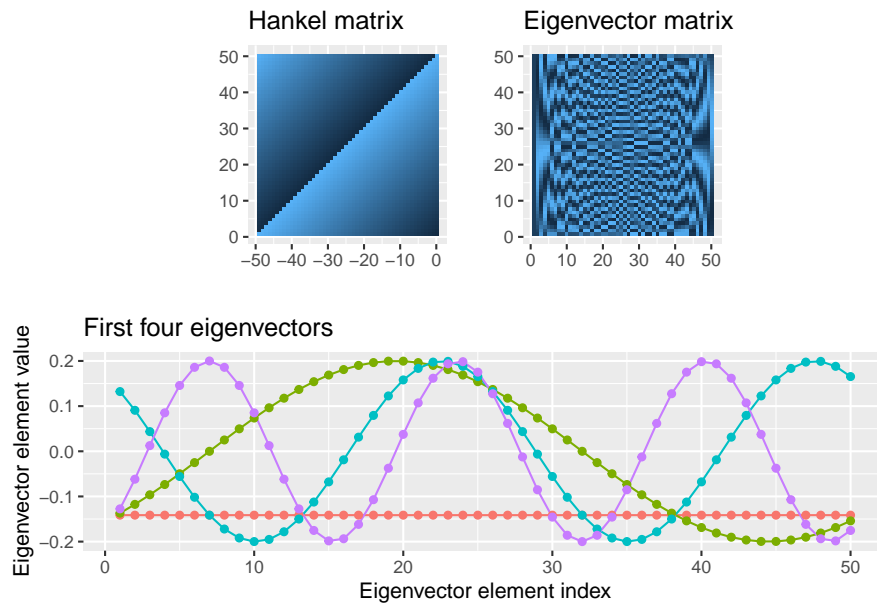 Hankel matrix
Eigenvector matrix
50
40
30
20
10
0
−50 −40 −30 −20 −10 0
50
40
30
20
10
0
0 10 20 30 40 50
First four eigenvectors
Eigenvector element value
0.2
0.1
0.0
−0.1
−0.2
0 10 20 30 40 50
Eigenvector element index